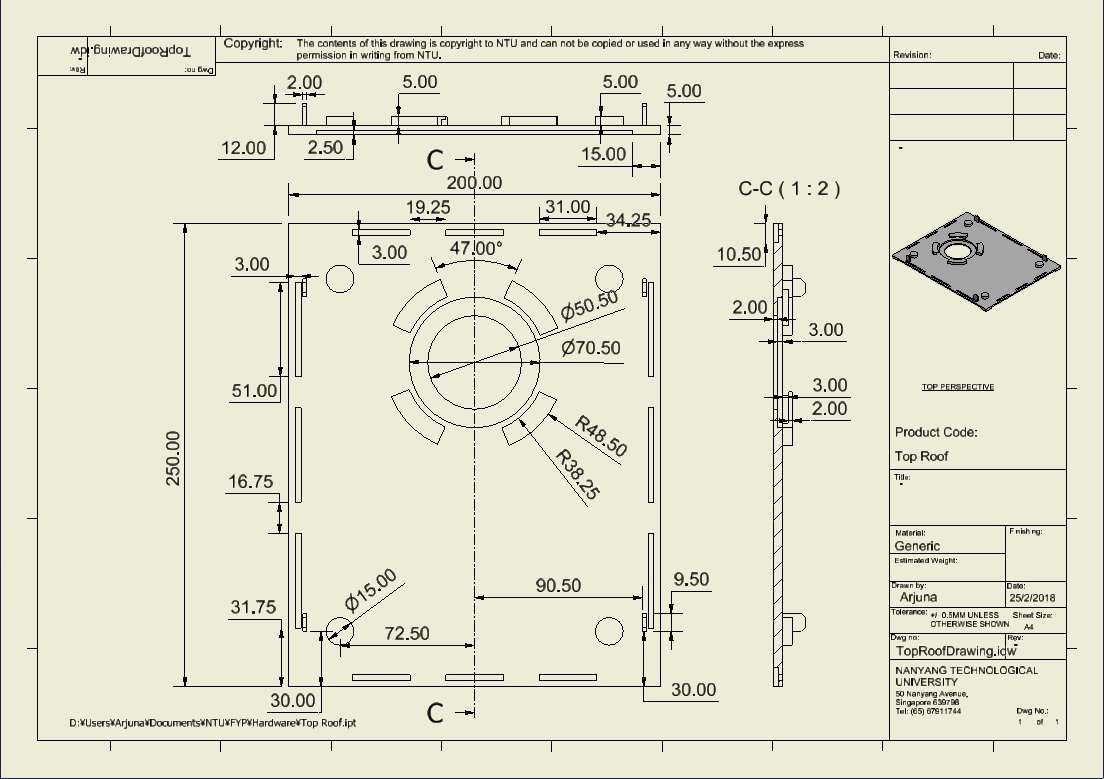 TopRoofDrawing.idw
Rev:
Dwg no:
Copyright: The contents of this drawing is copyright to NTU and can not be copied or used in any way without the express
permission in writing from NTU.
Revision: Date:
2.00
5.00
5.00
5.00
12.00
2.50
15.00
C
200.00
C-C ( 1 : 2 )
19.25
31.00
34.25
3.00
47.00°
10.50
3.00
Ø50.50
2.00
3.00
Ø70.50
51.00
3.00
2.00
TOP PERSPECTIVE
R48.50
R38.25
250.00
16.75
Product Code:
Top Roof
Title:
-
Material:
Generic
Finishing:
Estimated Weight:
Ø15.00
90.50
9.50
31.75
72.50
30.00
30.00
C
Drawn by:
Arjuna
Date:
25/2/2018
Tolerance: +/ 0.5MM UNLESS
OTHERWISE SHOWN
Sheet Size:
A4
Dwg no:
TopRoofDrawing.idw
Rev:
NANYANG TECHNOLOGICAL
UNIVERSITY
50 Nanyang Avenue,
Singapore 639798
Tel: (65) 67911744
Dwg No.:
1 of 1
D:¥Users¥Arjuna¥Documents¥NTU¥FYP¥Hardware¥Top Roof.ipt